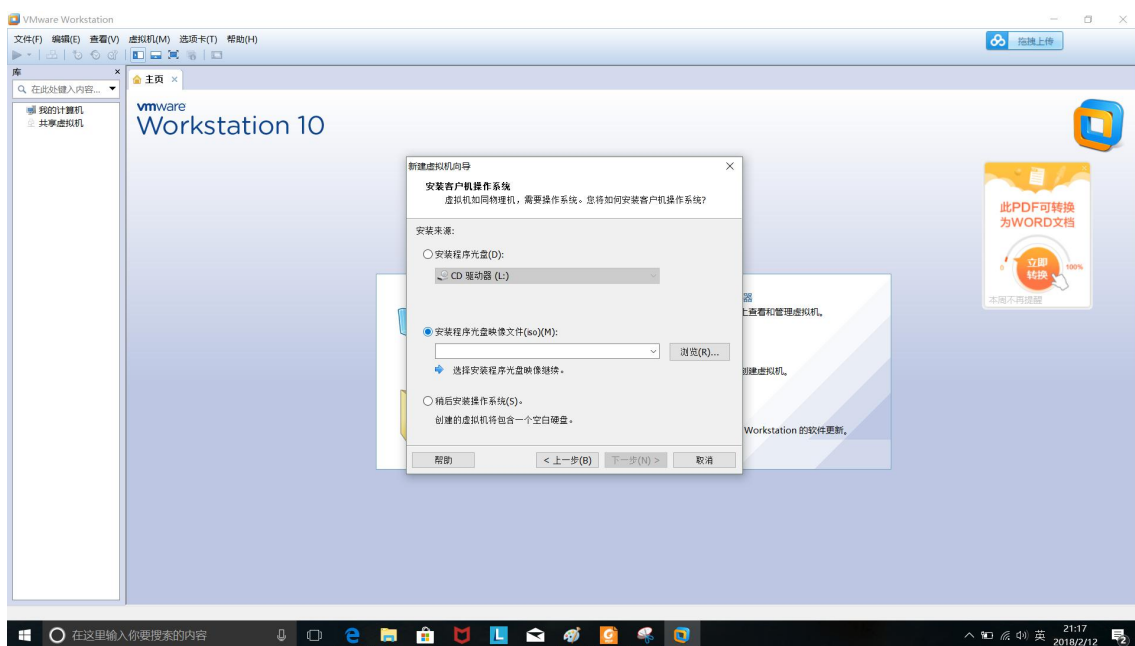 VMware Workstation
文件(F) 编辑(E) 查看(V) 虚拟机(M) 选项卡(T) 帮助(H)
拖拽上传
库
在此处键入内容...
主页
我的计算机
共享虚拟机
vmware
Workstation 10
新建虚拟机向导
安装客户机操作系统
虚拟机如同物理机，需要操作系统。您将如何安装客户机操作系统?
安装来源:
安装程序光盘(D):
CD 驱动器 (L:)
安装程序光盘映像文件(iso)(M):
浏览(R)...
选择安装程序光盘映像继续。
稍后安装操作系统(S)。
创建的虚拟机将包含一个空白硬盘。
帮助
< 上一步(B)
下一步(N) >
取消
器
上查看和管理虚拟机。
创建虚拟机。
Workstation 的软件更新。
此PDF可转换
为WORD文档
0
立即
转换
100%
本周不再提醒
在这里输入你要搜索的内容
英
21:17
2018/2/12